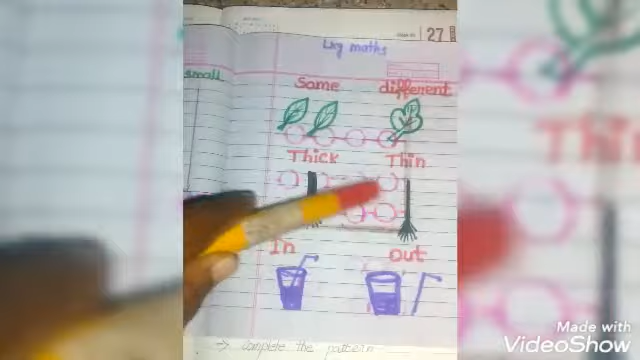 27
Lkg maths
small
Same different
Thick Thin
In Out
→ Complete the pattern
Made with
VideoShow